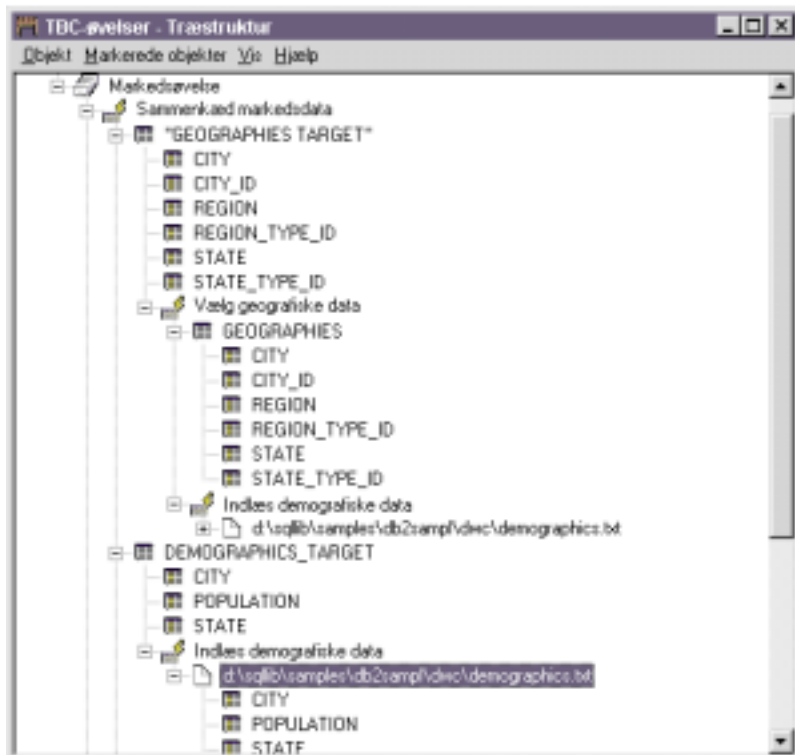 TBC-øvelser - Træstruktur
Objekt Markerede objekter Vis Hjælp
Markedsøvelse
Sammenkæd markedsdata
"GEOGRAPHIES TARGET"
CITY
CITY_ID
REGION
REGION_TYPE_ID
STATE
STATE_TYPE_ID
Vælg geografiske data
GEOGRAPHIES
CITY
CITY_ID
REGION
REGION_TYPE_ID
STATE
STATE_TYPE_ID
Indlæs demografiske data
d:\sqllib\samples\db2sampl\dwc\demographics.txt
DEMOGRAPHICS_TARGET
CITY
POPULATION
STATE
Indlæs demografiske data
d:\sqllib\samples\db2sampl\dwc\demographics.txt
CITY
POPULATION
STATE